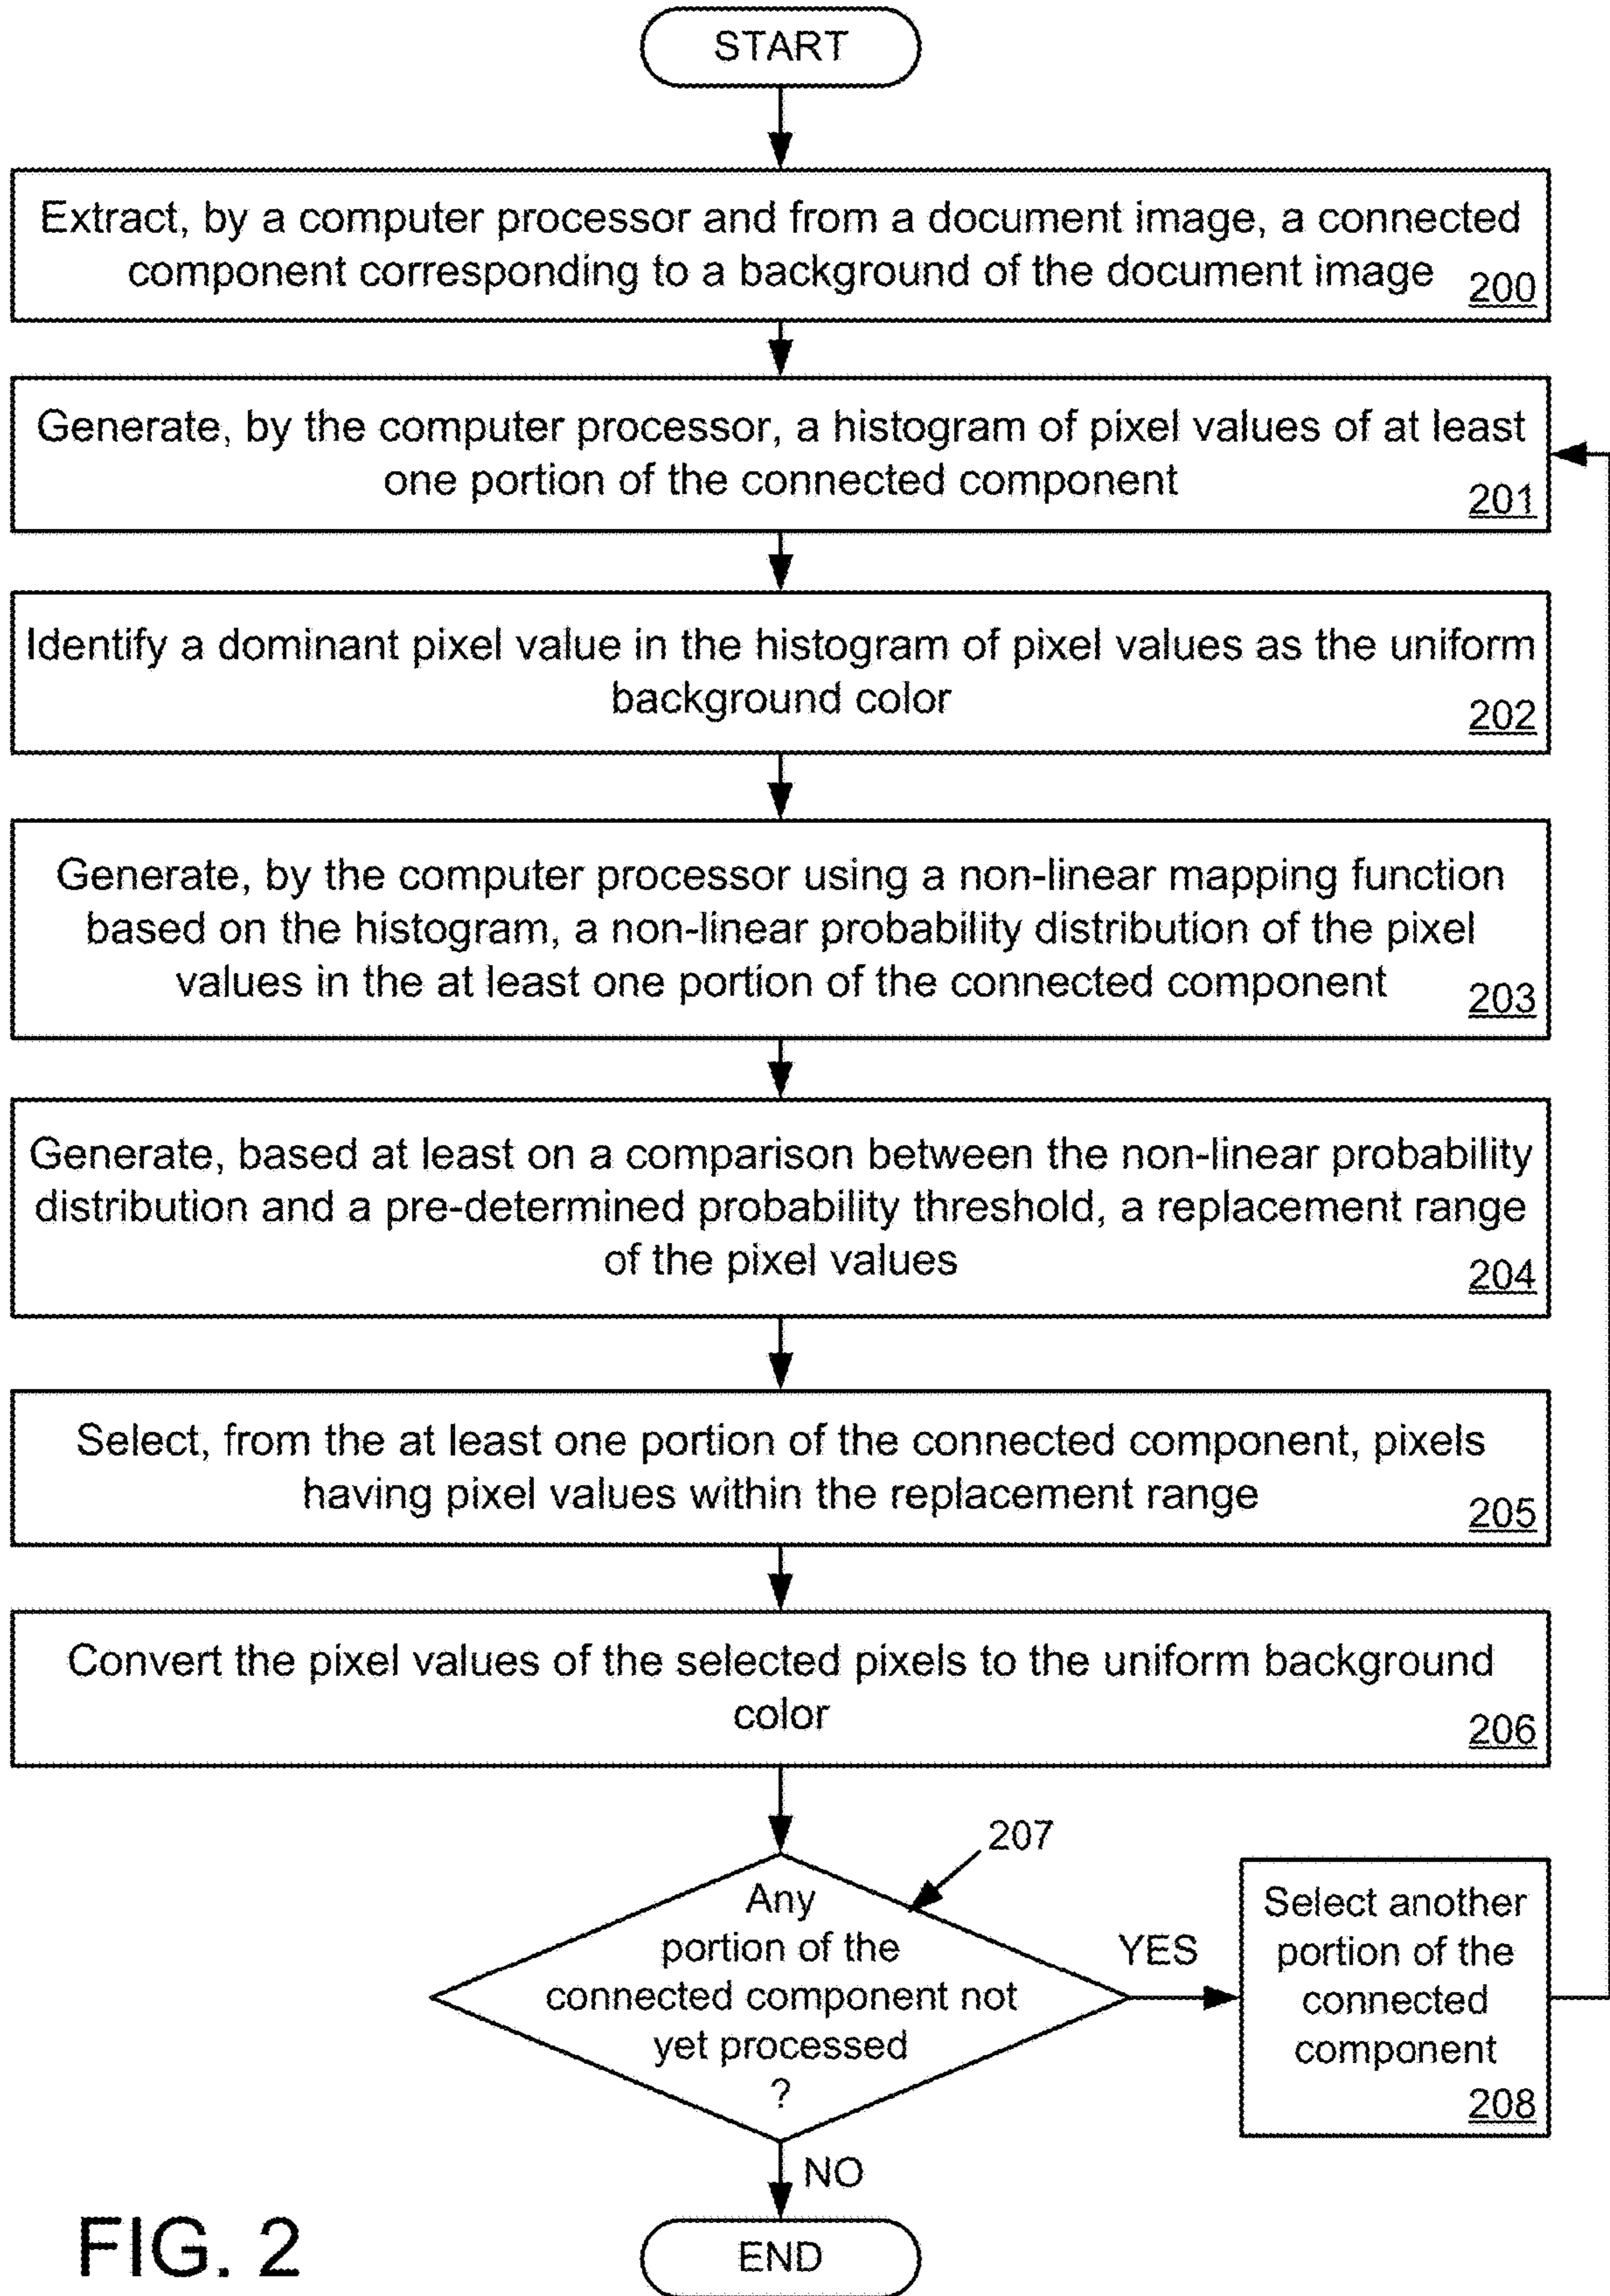 START
Extract, by a computer processor and from a document image, a connected
component corresponding to a background of the document image
200
Generate, by the computer processor, a histogram of pixel values of at least
one portion of the connected component
201
Identify a dominant pixel value in the histogram of pixel values as the uniform
background color
202
Generate, by the computer processor using a non-linear mapping function
based on the histogram, a non-linear probability distribution of the pixel
values in the at least one portion of the connected component
203
Generate, based at least on a comparison between the non-linear probability
distribution and a pre-determined probability threshold, a replacement range
of the pixel values
204
Select, from the at least one portion of the connected component, pixels
having pixel values within the replacement range
205
Convert the pixel values of the selected pixels to the uniform background
color
206
207
Any
portion of the
connected component not
yet processed
?
YES
Select another
portion of the
connected
component
208
NO
END
FIG. 2